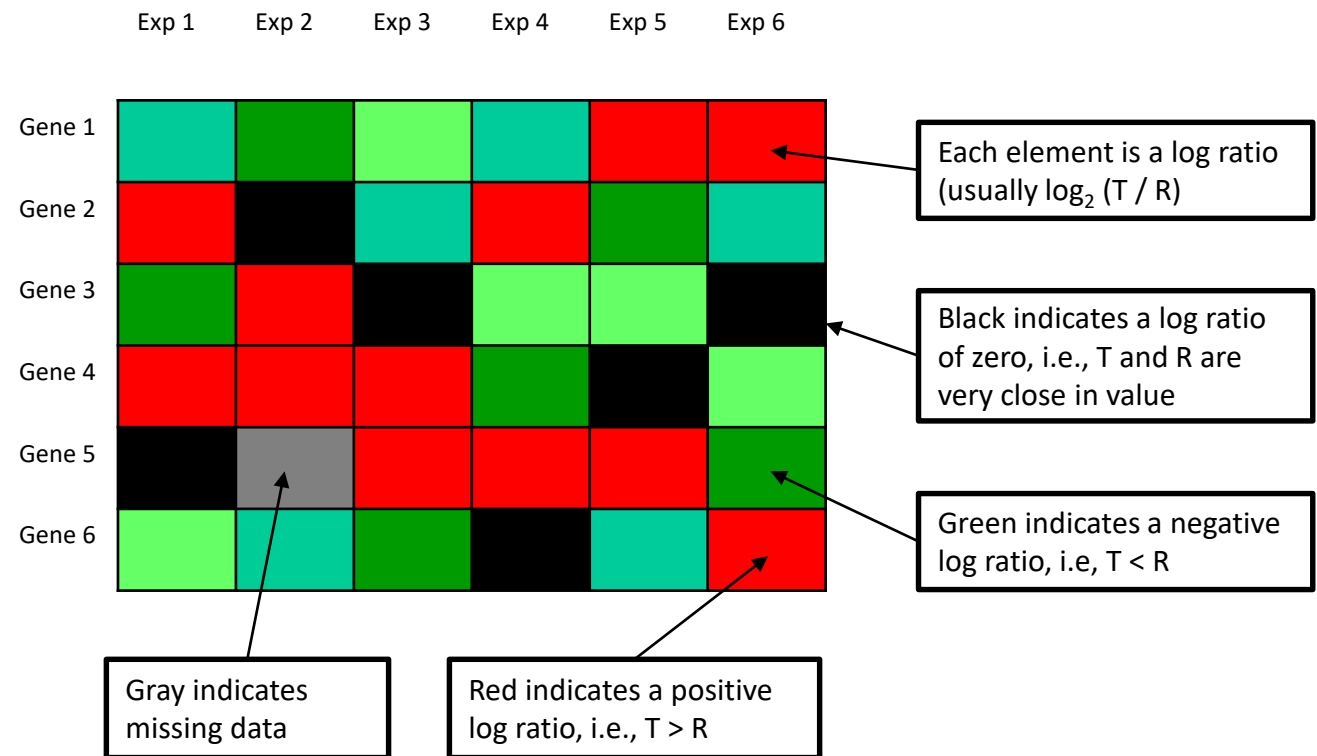 Exp 1 Exp 2 Exp 3 Exp 4 Exp 5 Exp 6
Gene 1
Gene 2
Gene 3
Gene 4
Gene 5
Gene 6
Each element is a log ratio
(usually log₂ (T / R)
Black indicates a log ratio
of zero, i.e., T and R are
very close in value
Green indicates a negative
log ratio, i.e, T < R
Gray indicates
missing data
Red indicates a positive
log ratio, i.e., T > R